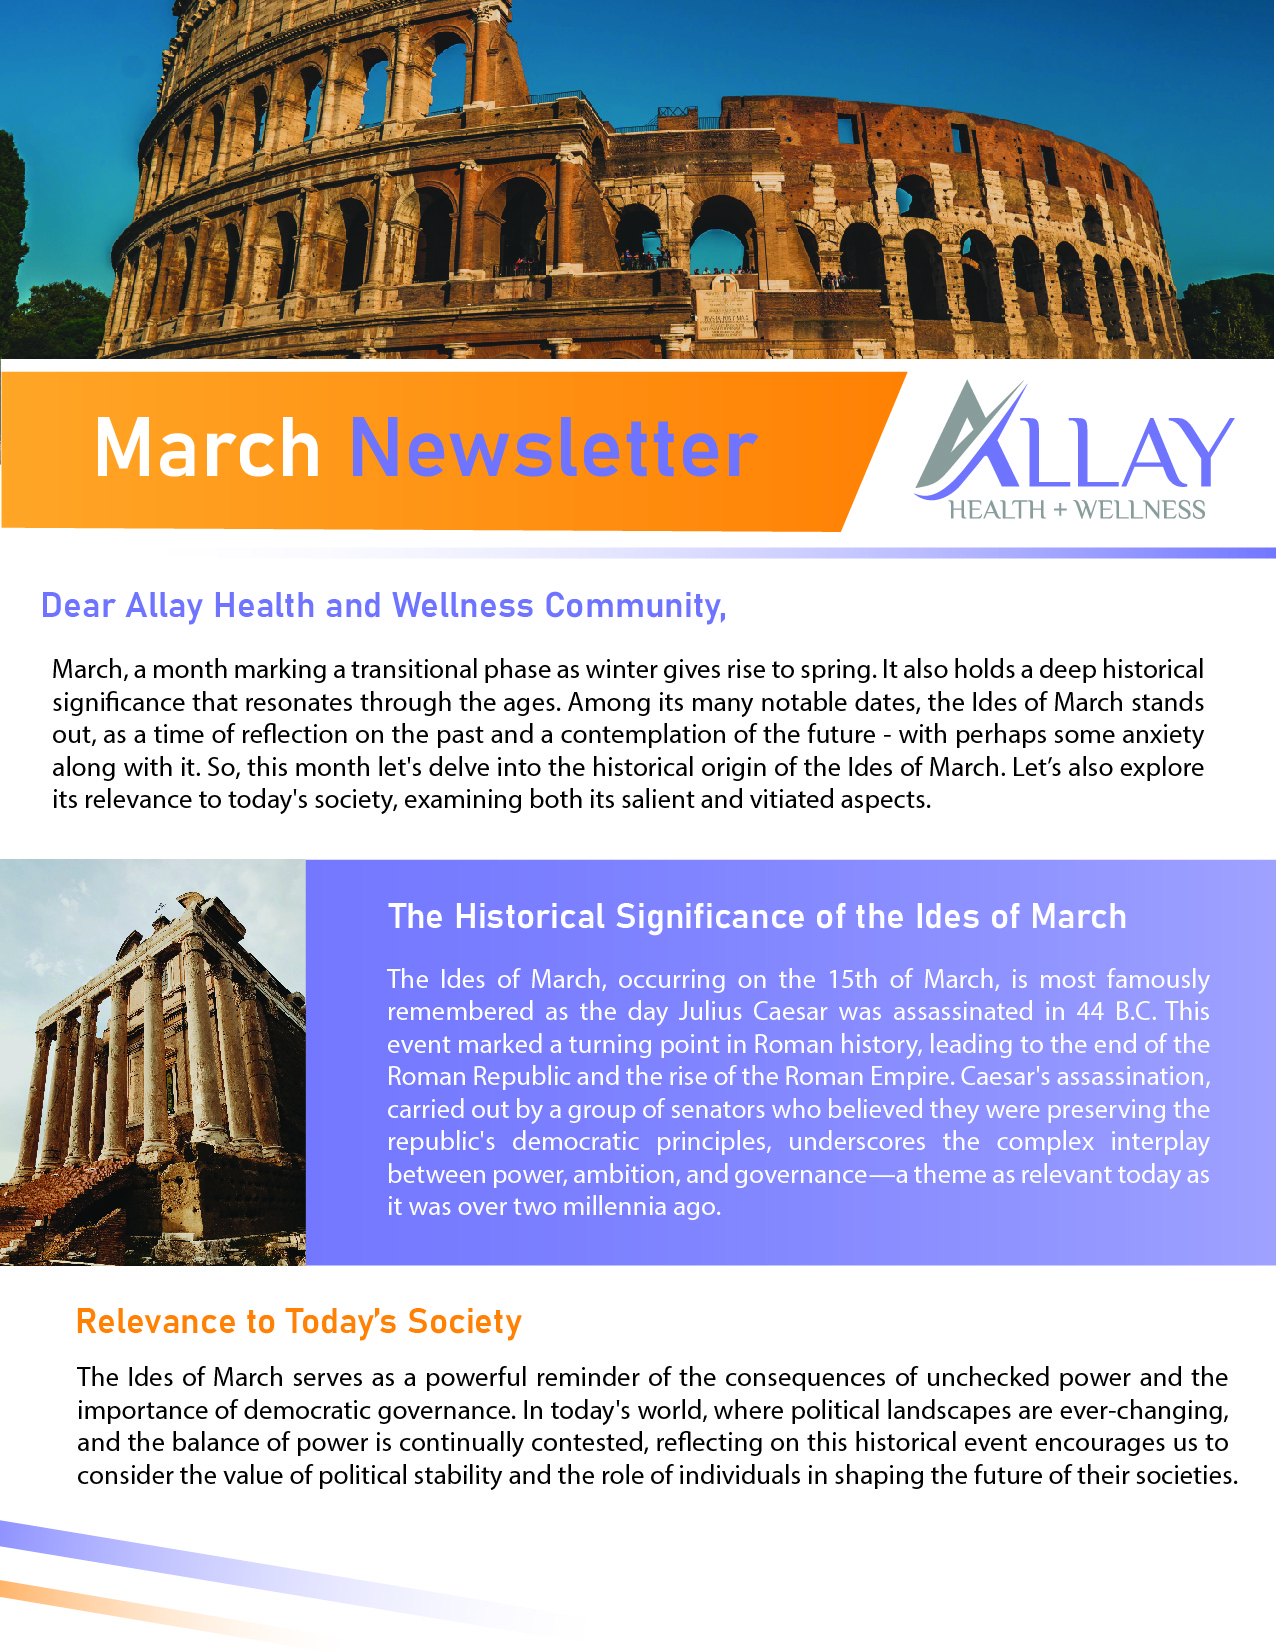 March Newsletter
ALLAY
HEALTH + WELLNESS
Dear Allay Health and Wellness Community,
March, a month marking a transitional phase as winter gives rise to spring. It also holds a deep historical
significance that resonates through the ages. Among its many notable dates, the Ides of March stands
out, as a time of reflection on the past and a contemplation of the future - with perhaps some anxiety
along with it. So, this month let's delve into the historical origin of the Ides of March. Let’s also explore
its relevance to today's society, examining both its salient and vitiated aspects.
The Historical Significance of the Ides of March
The Ides of March, occurring on the 15th of March, is most famously
remembered as the day Julius Caesar was assassinated in 44 B.C. This
event marked a turning point in Roman history, leading to the end of the
Roman Republic and the rise of the Roman Empire. Caesar's assassination,
carried out by a group of senators who believed they were preserving the
republic's democratic principles, underscores the complex interplay
between power, ambition, and governance—a theme as relevant today as
it was over two millennia ago.
Relevance to Today’s Society
The Ides of March serves as a powerful reminder of the consequences of unchecked power and the
importance of democratic governance. In today's world, where political landscapes are ever-changing,
and the balance of power is continually contested, reflecting on this historical event encourages us to
consider the value of political stability and the role of individuals in shaping the future of their societies.